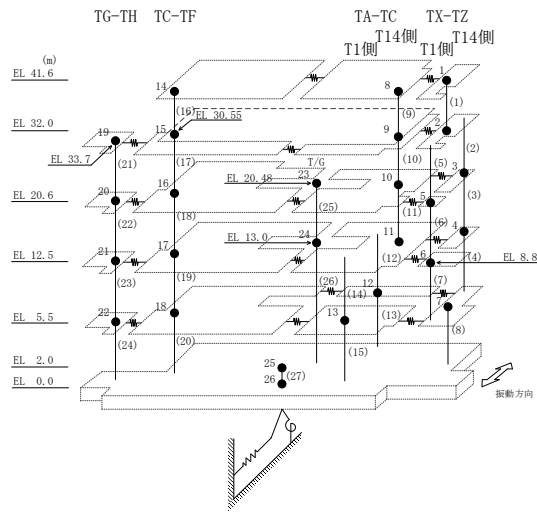 TG-TH TC-TF TA-TC TX-TZ
T1側 T14側 T1側 T14側
(m)
EL 41.6
14 8 1
(16) (9) (1)
EL 30.55
EL 32.0
19 15 9 2
EL 33.7
(21) (17) (10) (2)
T/G
EL 20.48 23 10 (5) 3
EL 20.6
20 16 (25) (11) 5 (3)
(22) (18)
EL 13.0 24 11 (6) 4
EL 12.5
21 17 (12) 6 (4) EL 8.8
(23) (19)
(26) (14) 12 (7)
EL 5.5
22 18 13 (13) 7
(24) (20) (15) (8)
EL 2.0
25
EL 0.0
26 (27)
振動方向